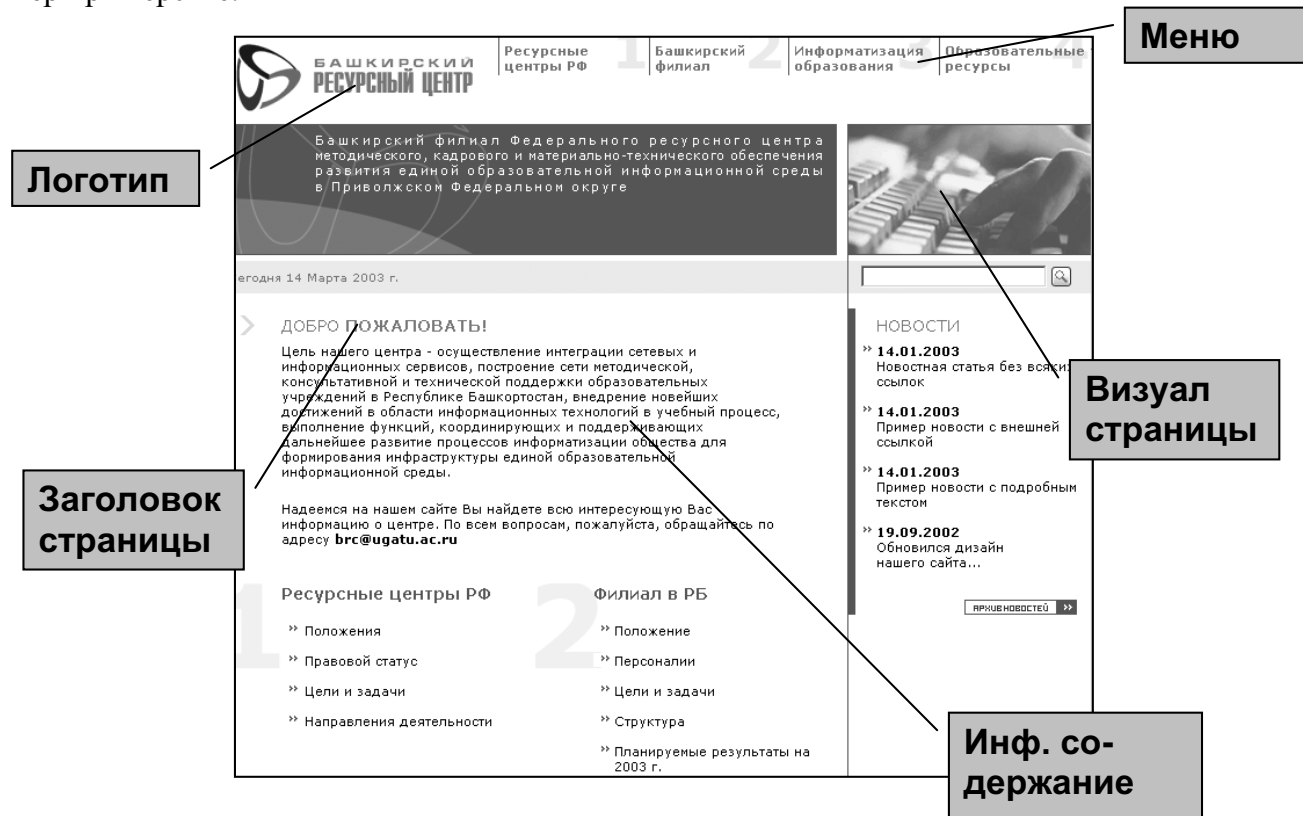 Меню
БАШКИРСКИЙ
РЕСУРСНЫЙ ЦЕНТР
Ресурсные
центры РФ
1
Башкирский
филиал
2
Информатизация
образования
3
Образовательные
ресурсы
4
Логотип
Башкирский филиал Федерального ресурсного центра
методического, кадрового и материально-технического обеспечения
развития единой образовательной информационной среды
в Приволжском Федеральном округе
егодня 14 Марта 2003 г.
ДОБРО ПОЖАЛОВАТЬ!
Цель нашего центра - осуществление интеграции сетевых и
информационных сервисов, построение сети методической,
консультативной и технической поддержки образовательных
учреждений в Республике Башкортостан, внедрение новейших
достижений в области информационных технологий в учебный процесс,
выполнение функций, координирующих и поддерживающих
дальнейшее развитие процессов информатизации общества для
формирования инфраструктуры единой образовательной
информационной среды.
Надеемся на нашем сайте Вы найдете всю интересующую Вас
информацию о центре. По всем вопросам, пожалуйста, обращайтесь по
адресу brc@ugatu.ac.ru
НОВОСТИ
›› 14.01.2003
Новостная статья без всяких
ссылок
›› 14.01.2003
Пример новости с внешней
ссылкой
›› 14.01.2003
Пример новости с подробным
текстом
›› 19.09.2002
Обновился дизайн
нашего сайта...
АРХИВ НОВОСТЕЙ ››
Визуал
страницы
Заголовок
страницы
1
Ресурсные центры РФ
›› Положения
›› Правовой статус
›› Цели и задачи
›› Направления деятельности
2
Филиал в РБ
›› Положение
›› Персоналии
›› Цели и задачи
›› Структура
›› Планируемые результаты на
2003 г.
Инф. со-
держание